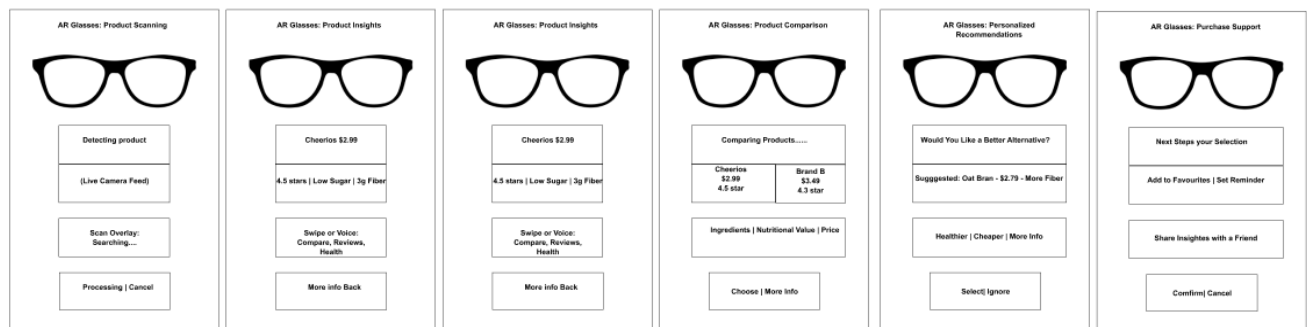 AR Glasses: Product Scanning
Detecting product
(Live Camera Feed)
Scan Overlay:
Searching....
Processing | Cancel
AR Glasses: Product Insights
Cheerios $2.99
4.5 stars | Low Sugar | 3g Fiber
Swipe or Voice:
Compare, Reviews,
Health
More info Back
AR Glasses: Product Insights
Cheerios $2.99
4.5 stars | Low Sugar | 3g Fiber
Swipe or Voice:
Compare, Reviews,
Health
More info Back
AR Glasses: Product Comparison
Comparing Products......
Cheerios
$2.99
4.5 star
Brand B
$3.49
4.3 star
Ingredients | Nutritional Value | Price
Choose | More Info
AR Glasses: Personalized
Recommendations
Would You Like a Better Alternative?
Sugggested: Oat Bran - $2.79 - More Fiber
Healthier | Cheaper | More Info
Select| Ignore
AR Glasses: Purchase Support
Next Steps your Selection
Add to Favourites | Set Reminder
Share Insightes with a Friend
Comfirm| Cancel